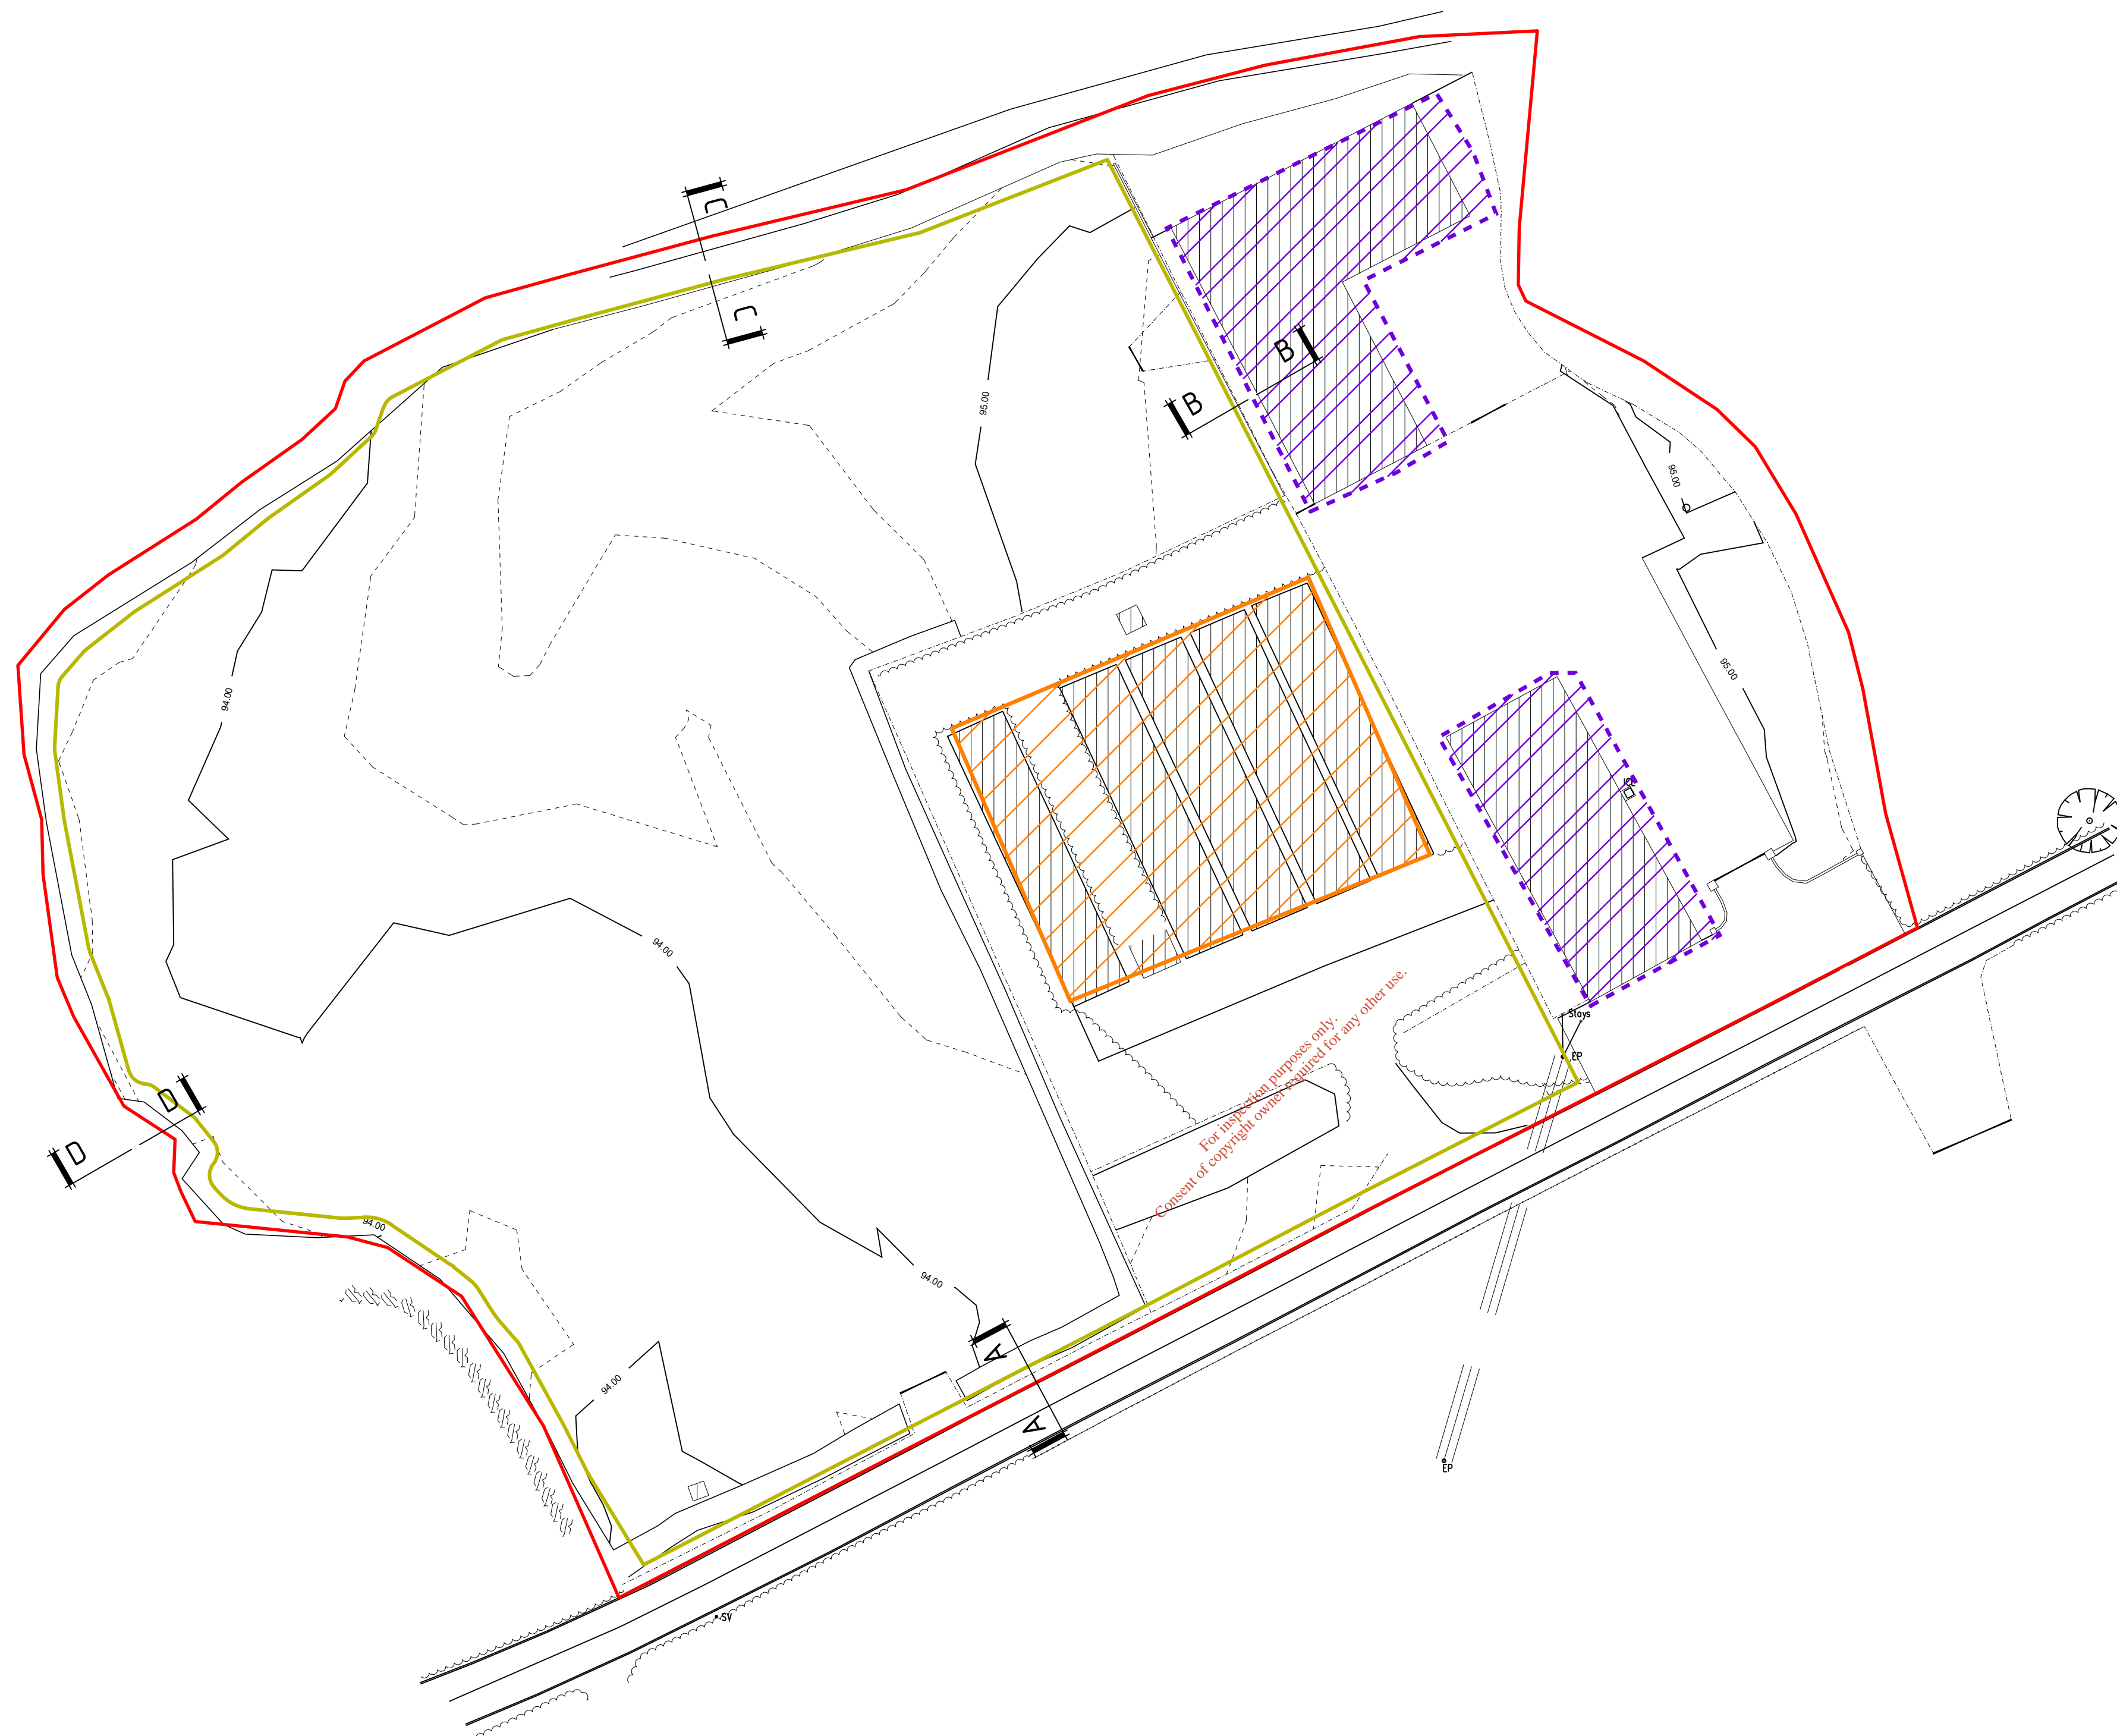 C
C
B
B
95.00
95.00
95.00
94.00
94.00
ICE
Stays
EP
For inspection purposes only.
Consent of copyright owner required for any other use.
D
D
94.00
94.00
A
94.00
A
EP
SV